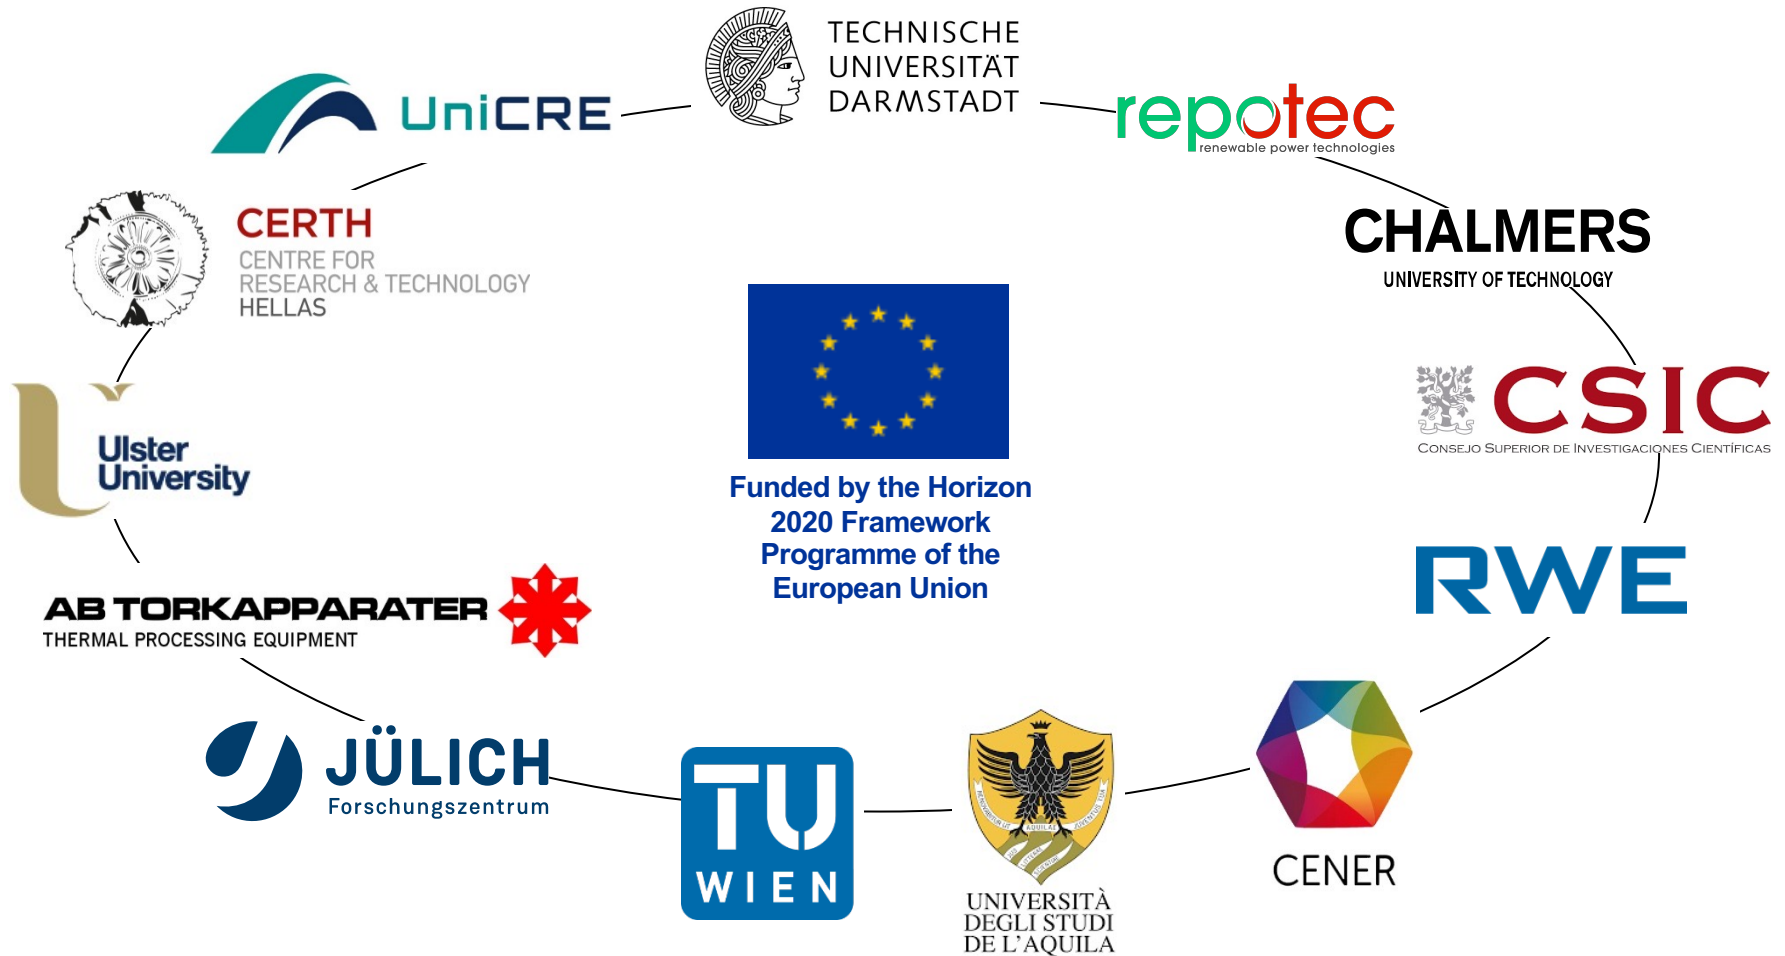 TECHNISCHE
UNIVERSITÄT
DARMSTADT
UniCRE
repotec
renewable power technologies
CERTH
CENTRE FOR
RESEARCH & TECHNOLOGY
HELLAS
CHALMERS
UNIVERSITY OF TECHNOLOGY
CSIC
CONSEJO SUPERIOR DE INVESTIGACIONES CIENTÍFICAS
Ulster
University
Funded by the Horizon
2020 Framework
Programme of the
European Union
RWE
AB TORKAPPARATER
THERMAL PROCESSING EQUIPMENT
JÜLICH
Forschungszentrum
TU
WIEN
AQUILAE
UNIVERSITÀ
DEGLI STUDI
DE L'AQUILA
CENER